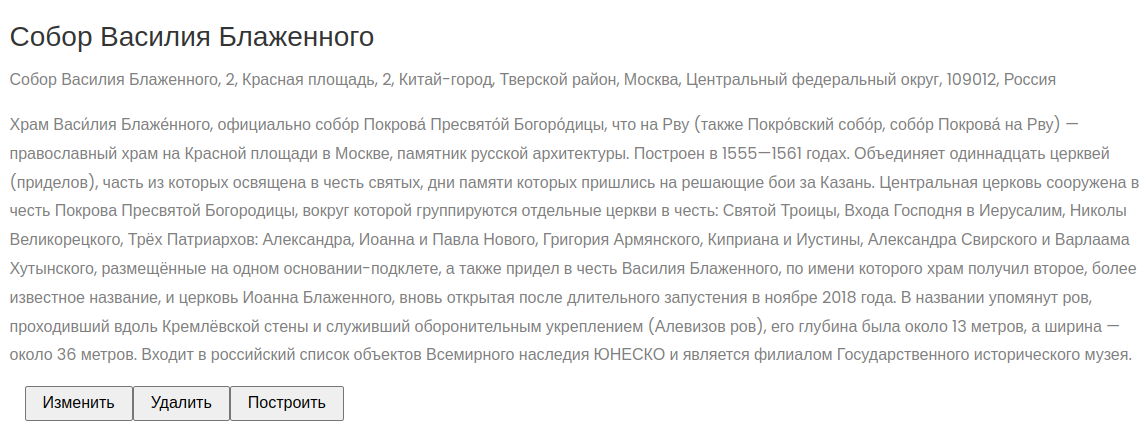 Собор Василия Блаженного
Собор Василия Блаженного, 2, Красная площадь, 2, Китай-город, Тверской район, Москва, Центральный федеральный округ, 109012, Россия
Храм Васи́лия Блаже́нного, официально собо́р Покрова́ Пресвято́й Богоро́дицы, что на Рву (также Покро́вский собо́р, собо́р Покрова́ на Рву) —
православный храм на Красной площади в Москве, памятник русской архитектуры. Построен в 1555—1561 годах. Объединяет одиннадцать церквей
(приделов), часть из которых освящена в честь святых, дни памяти которых пришлись на решающие бои за Казань. Центральная церковь сооружена в
честь Покрова Пресвятой Богородицы, вокруг которой группируются отдельные церкви в честь: Святой Троицы, Входа Господня в Иерусалим, Николы
Великорецкого, Трёх Патриархов: Александра, Иоанна и Павла Нового, Григория Армянского, Киприана и Иустины, Александра Свирского и Варлаама
Хутынского, размещённые на одном основании-подклете, а также придел в честь Василия Блаженного, по имени которого храм получил второе, более
известное название, и церковь Иоанна Блаженного, вновь открытая после длительного запустения в ноябре 2018 года. В названии упомянут ров,
проходивший вдоль Кремлёвской стены и служивший оборонительным укреплением (Алевизов ров), его глубина была около 13 метров, а ширина —
около 36 метров. Входит в российский список объектов Всемирного наследия ЮНЕСКО и является филиалом Государственного исторического музея.
Изменить Удалить Построить